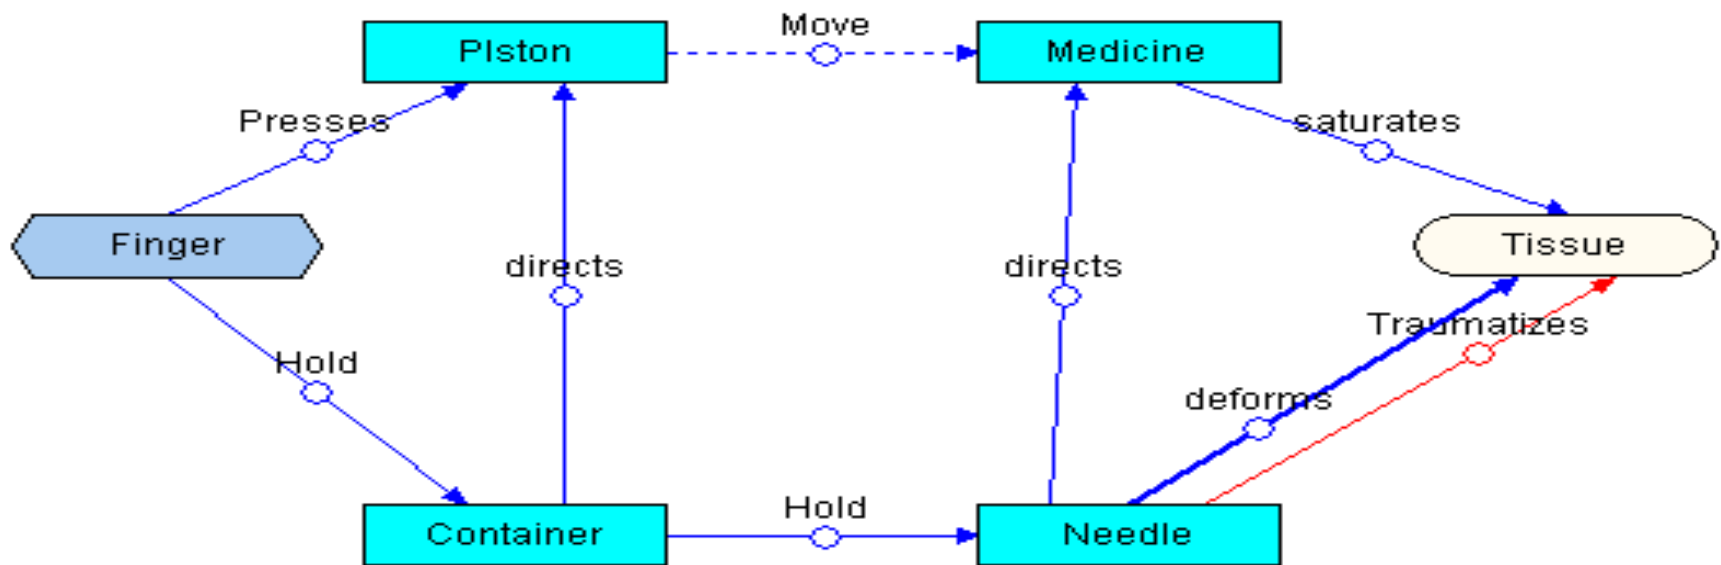 Move
PIston
Medicine
Presses
saturates
Finger
Tissue
directs
directs
Traumatizes
Hold
deforms
Hold
Container
Needle